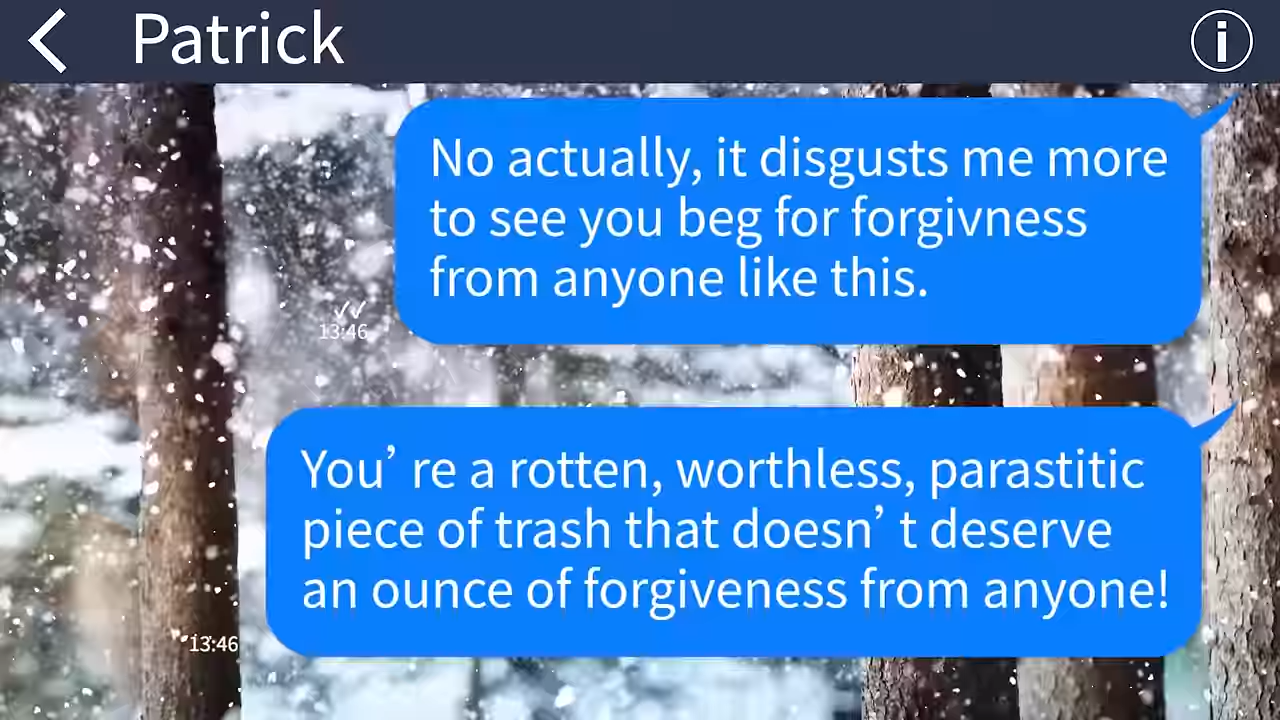 Patrick
No actually, it disgusts me more
to see you beg for forgivness
from anyone like this.
13:46
You’ re a rotten, worthless, parastitic
piece of trash that doesn’ t deserve
an ounce of forgiveness from anyone!
13:46